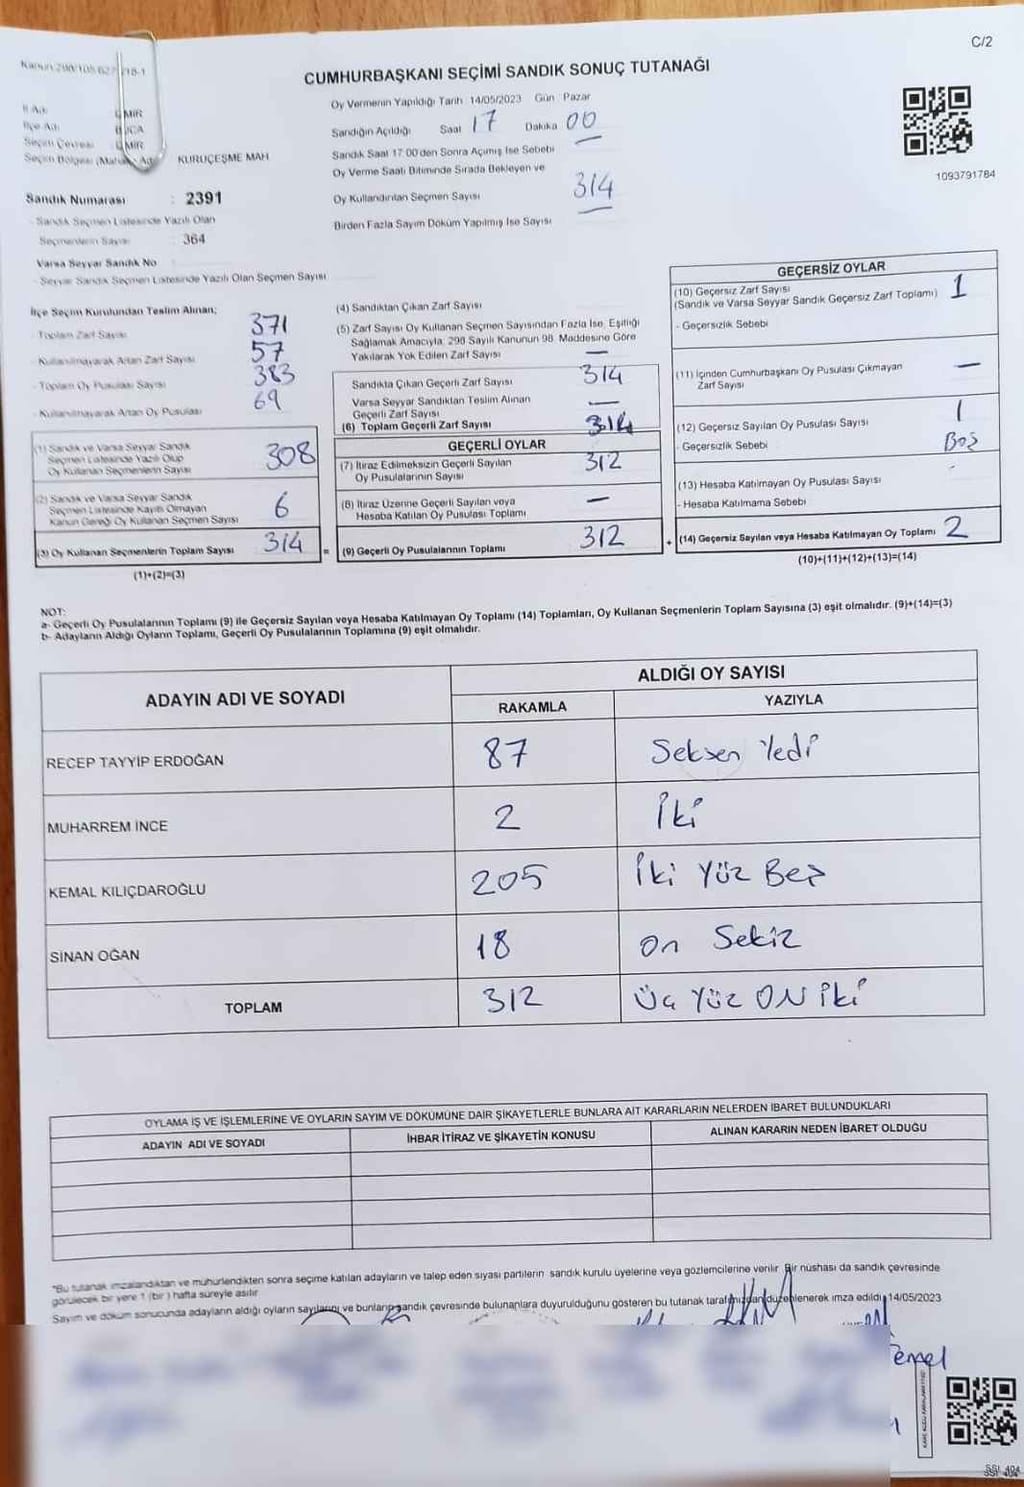 C/2
Kanun 298/105
CUMHURBAŞKANI SEÇİMİ SANDIK SONUÇ TUTANAĞI
İl Adı
İlçe Adı
Seçim Çevresi
Seçim Bölgesi KURUÇEŞME MAH
Sandık Numarası : 2391
Sandık Seçmen Listesinde Yazılı Olan
Seçmenlerin Sayısı : 364
Varsa Seyyar Sandık No
- Seyyar Sandık Seçmen Listesinde Yazılı Olan Seçmen Sayısı
Oy Vermenin Yapıldığı Tarih 14/05/2023 Gün Pazar
Sandığın Açıldığı Saat 17 Dakika 00
Sandık Saat 17:00'den Sonra Açılmış İse Sebebi
Oy Verme Saati Bitiminde Sırada Bekleyen ve
Oy Kullandırılan Seçmen Sayısı 314
Birden Fazla Sayım Döküm Yapılmış İse Sayısı
1093791784
İlçe Seçim Kurulundan Teslim Alınan;
- Toplam Zarf Sayısı 371
- Kullanılmayarak Artan Zarf Sayısı 57
- Toplam Oy Pusulası Sayısı 383
- Kullanılmayarak Artan Oy Pusulası 69
(1) Sandık ve Varsa Seyyar Sandık
Seçmen Listesinde Yazılı Olup
Oy Kullanan Seçmenlerin Sayısı 308
(2) Sandık ve Varsa Seyyar Sandık
Seçmen Listesinde Kayıtlı Olmayan
Kanun Gereği Oy Kullanan Seçmen Sayısı 6
(3) Oy Kullanan Seçmenlerin Toplam Sayısı 314
(1)+(2)=(3)
=
(4) Sandıktan Çıkan Zarf Sayısı
(5) Zarf Sayısı Oy Kullanan Seçmen Sayısından Fazla İse, Eşitliği
Sağlamak Amacıyla, 298 Sayılı Kanunun 98. Maddesine Göre
Yakılarak Yok Edilen Zarf Sayısı —
Sandıkta Çıkan Geçerli Zarf Sayısı 314
Varsa Seyyar Sandıktan Teslim Alınan
Geçerli Zarf Sayısı —
(6) Toplam Geçerli Zarf Sayısı 314
GEÇERLİ OYLAR
(7) İtiraz Edilmeksizin Geçerli Sayılan
Oy Pusulasının Sayısı 312
(8) İtiraz Üzerine Geçerli Sayılan veya
Hesaba Katılan Oy Pusulası Toplamı —
(9) Geçerli Oy Pusulalarının Toplamı 312
+
GEÇERSİZ OYLAR
(10) Geçersiz Zarf Sayısı
(Sandık ve Varsa Seyyar Sandık Geçersiz Zarf Toplamı) 1
- Geçersizlik Sebebi
(11) İçinden Cumhurbaşkanı Oy Pusulası Çıkmayan
Zarf Sayısı —
(12) Geçersiz Sayılan Oy Pusulası Sayısı 1
- Geçersizlik Sebebi Boş
(13) Hesaba Katılmayan Oy Pusulası Sayısı -
- Hesaba Katılmama Sebebi
(14) Geçersiz Sayılan veya Hesaba Katılmayan Oy Toplamı 2
(10)+(11)+(12)+(13)=(14)
NOT:
a- Geçerli Oy Pusulalarının Toplamı (9) ile Geçersiz Sayılan veya Hesaba Katılmayan Oy Toplamı (14) Toplamları, Oy Kullanan Seçmenlerin Toplam Sayısına (3) eşit olmalıdır. (9)+(14)=(3)
b- Adayların Aldığı Oyların Toplamı, Geçerli Oy Pusulalarının Toplamına (9) eşit olmalıdır.
ADAYIN ADI VE SOYADI ALDIĞI OY SAYISI
RAKAMLA YAZIYLA
RECEP TAYYİP ERDOĞAN 87 Seksen Yedi
MUHARREM İNCE 2 İki
KEMAL KILIÇDAROĞLU 205 İki Yüz Beş
SİNAN OĞAN 18 On Sekiz
TOPLAM 312 Üç Yüz ON İki
OYLAMA İŞ VE İŞLEMLERİNE VE OYLARIN SAYIM VE DÖKÜMÜNE DAİR ŞİKAYETLERLE BUNLARA AİT KARARLARIN NELERDEN İBARET BULUNDUKLARI
ADAYIN ADI VE SOYADI İHBAR İTİRAZ VE ŞİKAYETİN KONUSU ALINAN KARARIN NEDEN İBARET OLDUĞU
*Bu tutanak imzalandıktan ve mühürlendikten sonra seçime katılan adayların ve talep eden siyasi partilerin sandık kurulu üyelerine veya gözlemcilerine verilir. Bir nüshası da sandık çevresinde
görülecek bir yere 1 (bir) hafta süreyle asılır.
Sayım ve döküm sonucunda adayların aldığı oyların sayılarını ve bunların sandık çevresinde bulunanlara duyurulduğunu gösteren bu tutanak tarafımızdan düzenlenerek imza edildi. 14/05/2023
SSI_404